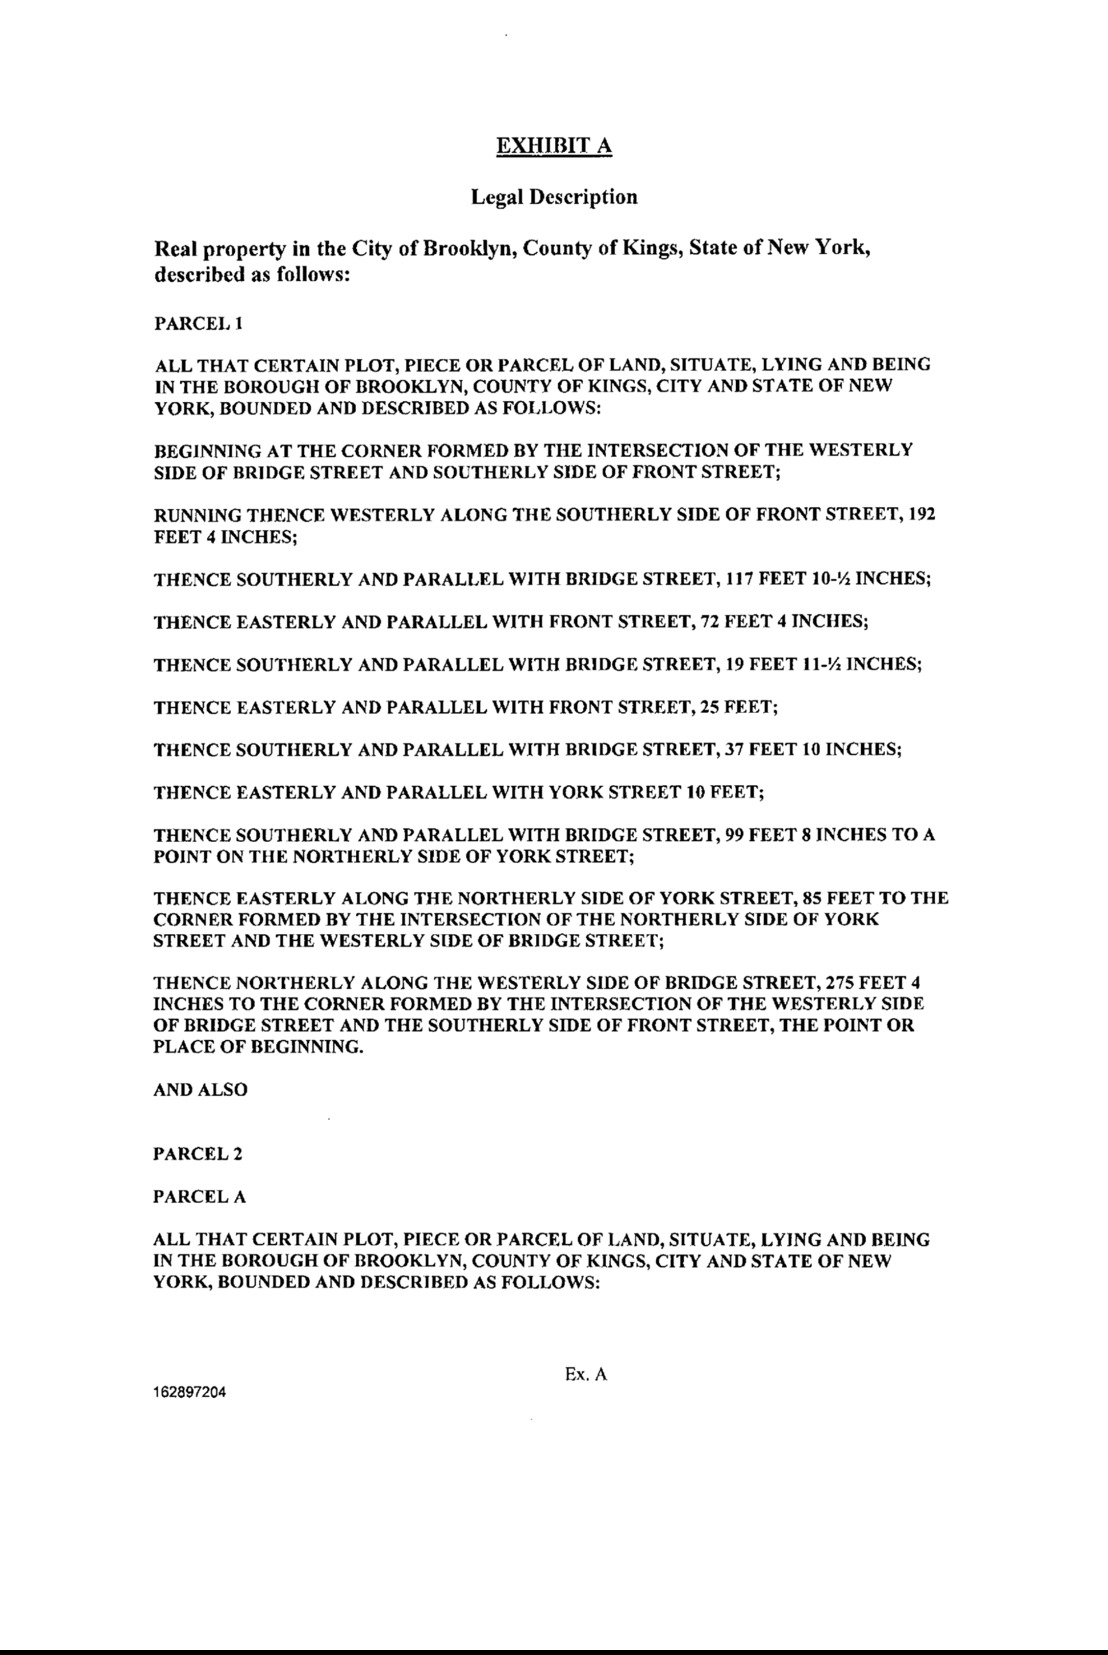 EXHIBIT A
Legal Description
Real property in the City of Brooklyn, County of Kings, State of New York,
described as follows:
PARCEL 1
ALL THAT CERTAIN PLOT, PIECE OR PARCEL OF LAND, SITUATE, LYING AND BEING
IN THE BOROUGH OF BROOKLYN, COUNTY OF KINGS, CITY AND STATE OF NEW
YORK, BOUNDED AND DESCRIBED AS FOLLOWS:
BEGINNING AT THE CORNER FORMED BY THE INTERSECTION OF THE WESTERLY
SIDE OF BRIDGE STREET AND SOUTHERLY SIDE OF FRONT STREET;
RUNNING THENCE WESTERLY ALONG THE SOUTHERLY SIDE OF FRONT STREET, 192
FEET 4 INCHES;
THENCE SOUTHERLY AND PARALLEL WITH BRIDGE STREET, 117 FEET 10-½ INCHES;
THENCE EASTERLY AND PARALLEL WITH FRONT STREET, 72 FEET 4 INCHES;
THENCE SOUTHERLY AND PARALLEL WITH BRIDGE STREET, 19 FEET 11-½ INCHES;
THENCE EASTERLY AND PARALLEL WITH FRONT STREET, 25 FEET;
THENCE SOUTHERLY AND PARALLEL WITH BRIDGE STREET, 37 FEET 10 INCHES;
THENCE EASTERLY AND PARALLEL WITH YORK STREET 10 FEET;
THENCE SOUTHERLY AND PARALLEL WITH BRIDGE STREET, 99 FEET 8 INCHES TO A
POINT ON THE NORTHERLY SIDE OF YORK STREET;
THENCE EASTERLY ALONG THE NORTHERLY SIDE OF YORK STREET, 85 FEET TO THE
CORNER FORMED BY THE INTERSECTION OF THE NORTHERLY SIDE OF YORK
STREET AND THE WESTERLY SIDE OF BRIDGE STREET;
THENCE NORTHERLY ALONG THE WESTERLY SIDE OF BRIDGE STREET, 275 FEET 4
INCHES TO THE CORNER FORMED BY THE INTERSECTION OF THE WESTERLY SIDE
OF BRIDGE STREET AND THE SOUTHERLY SIDE OF FRONT STREET, THE POINT OR
PLACE OF BEGINNING.
AND ALSO
PARCEL 2
PARCEL A
ALL THAT CERTAIN PLOT, PIECE OR PARCEL OF LAND, SITUATE, LYING AND BEING
IN THE BOROUGH OF BROOKLYN, COUNTY OF KINGS, CITY AND STATE OF NEW
YORK, BOUNDED AND DESCRIBED AS FOLLOWS:
Ex. A
162897204